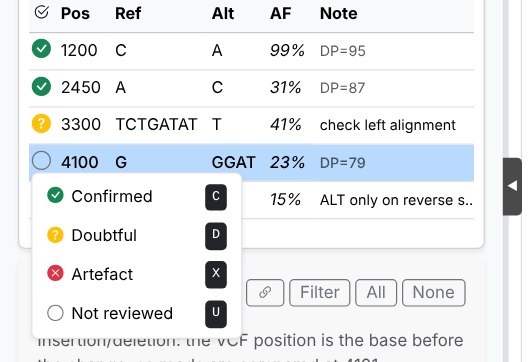 Pos Ref Alt AF Note
1200 C A 99% DP=95
2450 A C 31% DP=87
3300 TCTGATAT T 41% check left alignment
4100 G GGAT 23% DP=79
15% ALT only on reverse s..
Confirmed C
Doubtful D
Artefact X
Not reviewed U
Filter All None
Insertion/deletion: the VCF position is the base before